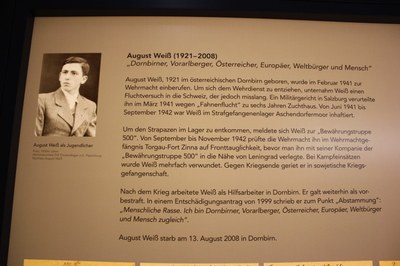 August Weiß (1921–2008)
„Dornbirner, Vorarlberger, Österreicher, Europäer, Weltbürger und Mensch“
August Weiß, 1921 im österreichischen Dornbirn geboren, wurde im Februar 1941 zur
Wehrmacht einberufen. Um sich dem Wehrdienst zu entziehen, unternahm Weiß einen
Fluchtversuch in die Schweiz, der jedoch misslang. Ein Militärgericht in Salzburg verurteilte
ihn im März 1941 wegen „Fahnenflucht“ zu sechs Jahren Zuchthaus. Von Juni 1941 bis
September 1942 war Weiß im Strafgefangenenlager Aschendorfermoor inhaftiert.
Um den Strapazen im Lager zu entkommen, meldete sich Weiß zur „Bewährungstruppe
500“. Von September bis November 1942 prüfte die Wehrmacht ihn im Wehrmachtge-
fängnis Torgau-Fort Zinna auf Fronttauglichkeit, bevor man ihn mit seiner Kompanie der
„Bewährungstruppe 500“ in die Nähe von Leningrad verlegte. Bei Kampfeinsätzen
wurde Weiß mehrfach verwundet. Gegen Kriegsende geriet er in sowjetische Kriegs-
gefangenschaft.
Nach dem Krieg arbeitete Weiß als Hilfsarbeiter in Dornbirn. Er galt weiterhin als vor-
bestraft. In einem Entschädigungsantrag von 1999 schrieb er zum Punkt „Abstammung“:
„Menschliche Rasse. Ich bin Dornbirner, Vorarlberger, Österreicher, Europäer, Weltbürger
und Mensch zugleich“.
August Weiß starb am 13. August 2008 in Dornbirn.
August Weiß als Jugendlicher